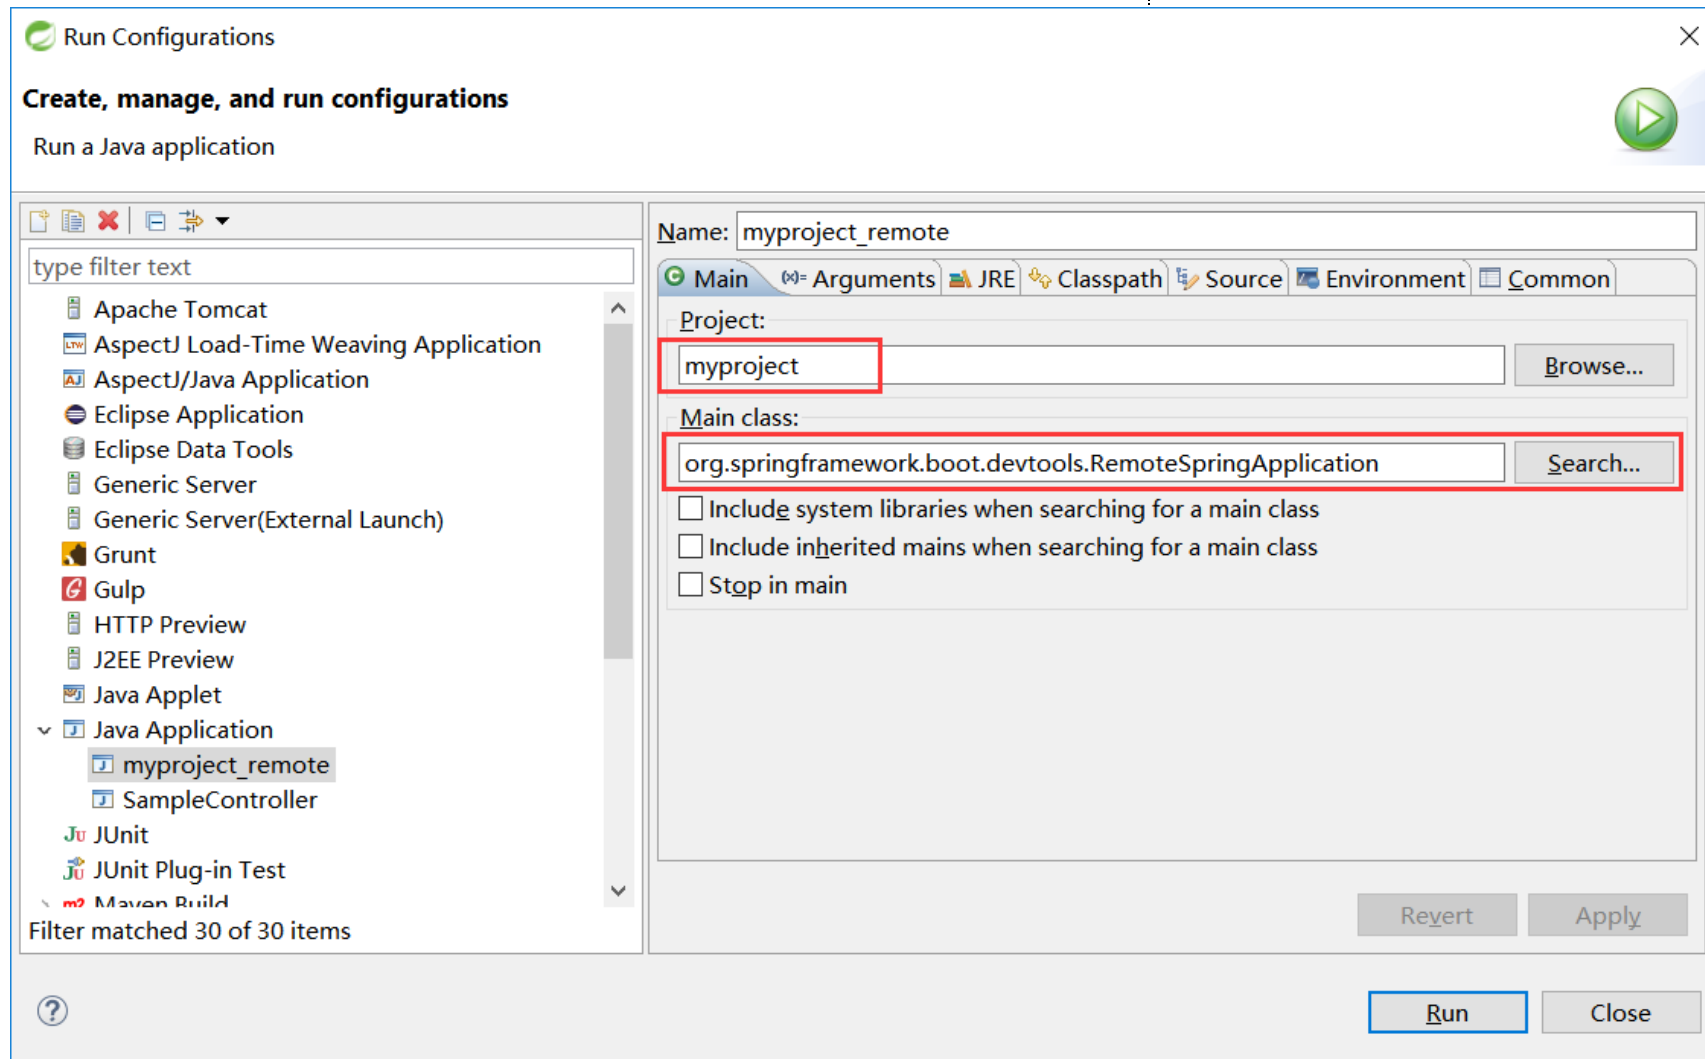 Run Configurations
Create, manage, and run configurations
Run a Java application
type filter text
Apache Tomcat
AspectJ Load-Time Weaving Application
AspectJ/Java Application
Eclipse Application
Eclipse Data Tools
Generic Server
Generic Server(External Launch)
Grunt
Gulp
HTTP Preview
J2EE Preview
Java Applet
Java Application
myproject_remote
SampleController
JUnit
JUnit Plug-in Test
Maven Build
Filter matched 30 of 30 items
Name: myproject_remote
Main (x)= Arguments JRE Classpath Source Environment Common
Project:
myproject Browse...
Main class:
org.springframework.boot.devtools.RemoteSpringApplication Search...
Include system libraries when searching for a main class
Include inherited mains when searching for a main class
Stop in main
Revert Apply
Run Close